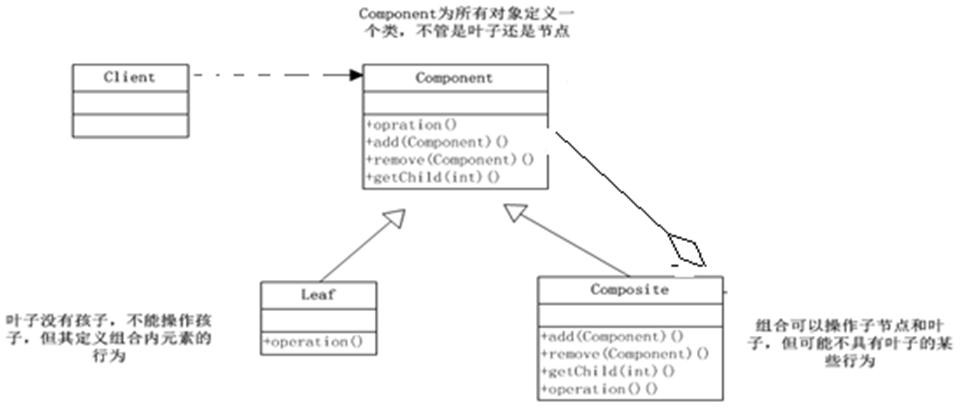 Component为所有对象定义一
个类，不管是叶子还是节点
Client
Component
+opration()
+add(Component)()
+remove(Component)()
+getChild(int)()
Leaf
+operation()
叶子没有孩子，不能操作孩
子，但其定义组合内元素的
行为
Composite
+add(Component)()
+remove(Component)()
+getChild(int)()
+operation()()
组合可以操作子节点和叶
子，但可能不具有叶子的某
些行为